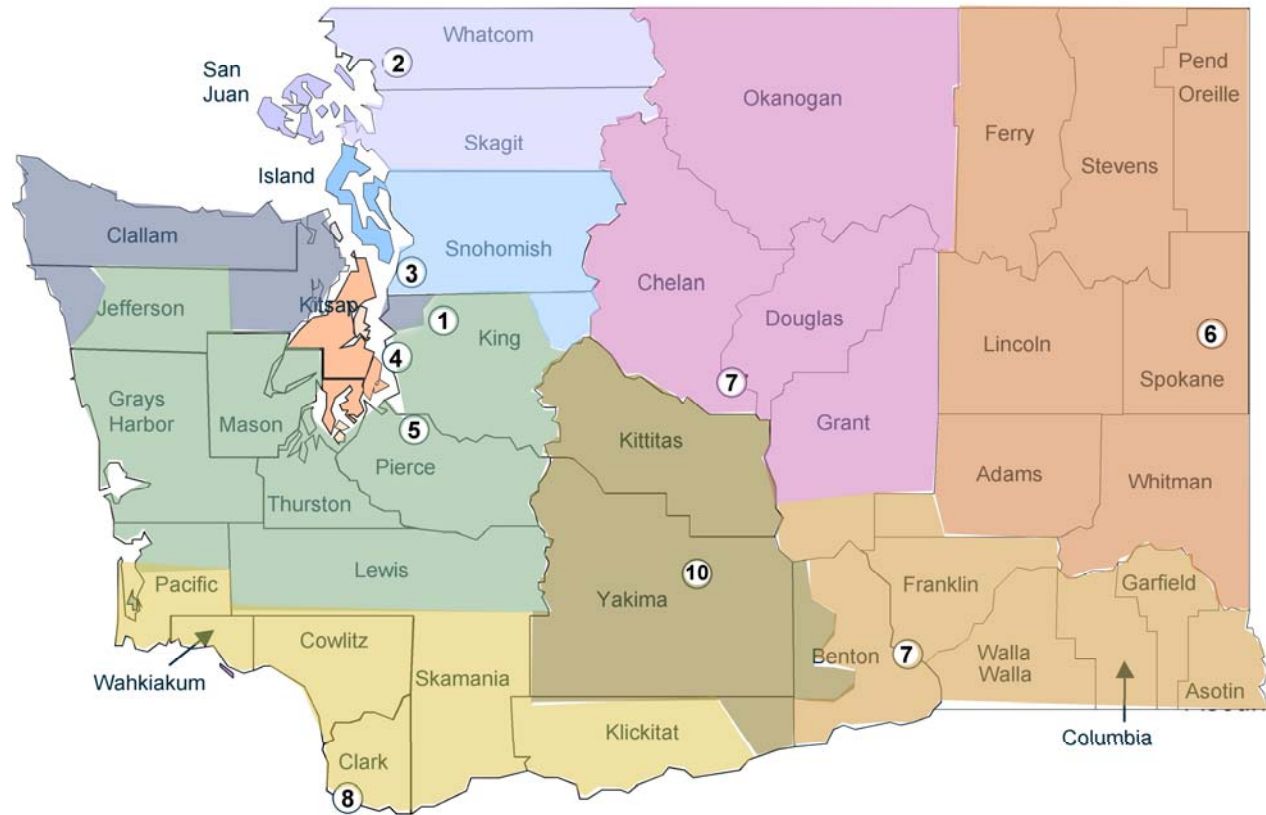 Whatcom
2
San
Juan
Pend
Oreille
Okanogan
Ferry
Skagit
Stevens
Island
Clallam
Snohomish
3
Chelan
Jefferson
Kitsap
1
King
Douglas
Lincoln
6
Spokane
4
7
Grays
Harbor
Mason
5
Pierce
Kittitas
Grant
Adams
Whitman
Thurston
Lewis
10
Yakima
Pacific
Franklin
Garfield
Cowlitz
Wahkiakum
Skamania
Benton
7
Walla
Walla
Asotin
Klickitat
Columbia
Clark
8